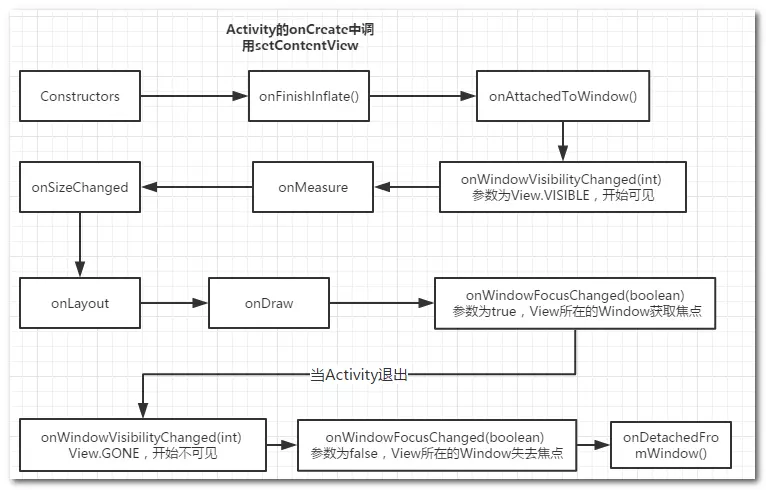 Activity的onCreate中调
用setContentView
Constructors
onFinishInflate()
onAttachedToWindow()
onWindowVisibilityChanged(int)
参数为View.VISIBLE，开始可见
onMeasure
onSizeChanged
onLayout
onDraw
onWindowFocusChanged(boolean)
参数为true，View所在的Window获取焦点
当Activity退出
onWindowVisibilityChanged(int)
View.GONE，开始不可见
onWindowFocusChanged(boolean)
参数为false，View所在的Window失去焦点
onDetachedFro
mWindow()